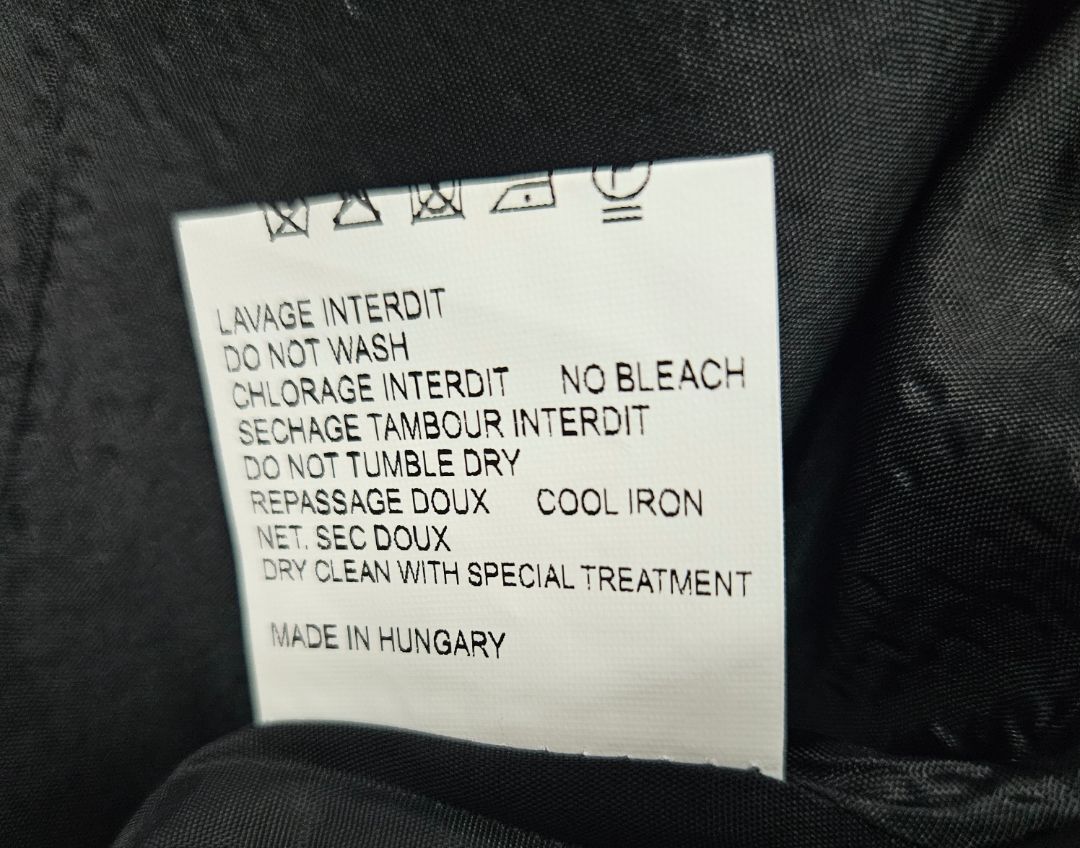 LAVAGE INTERDIT
DO NOT WASH
CHLORAGE INTERDIT NO BLEACH
SECHAGE TAMBOUR INTERDIT
DO NOT TUMBLE DRY
REPASSAGE DOUX COOL IRON
NET. SEC DOUX
DRY CLEAN WITH SPECIAL TREATMENT
MADE IN HUNGARY